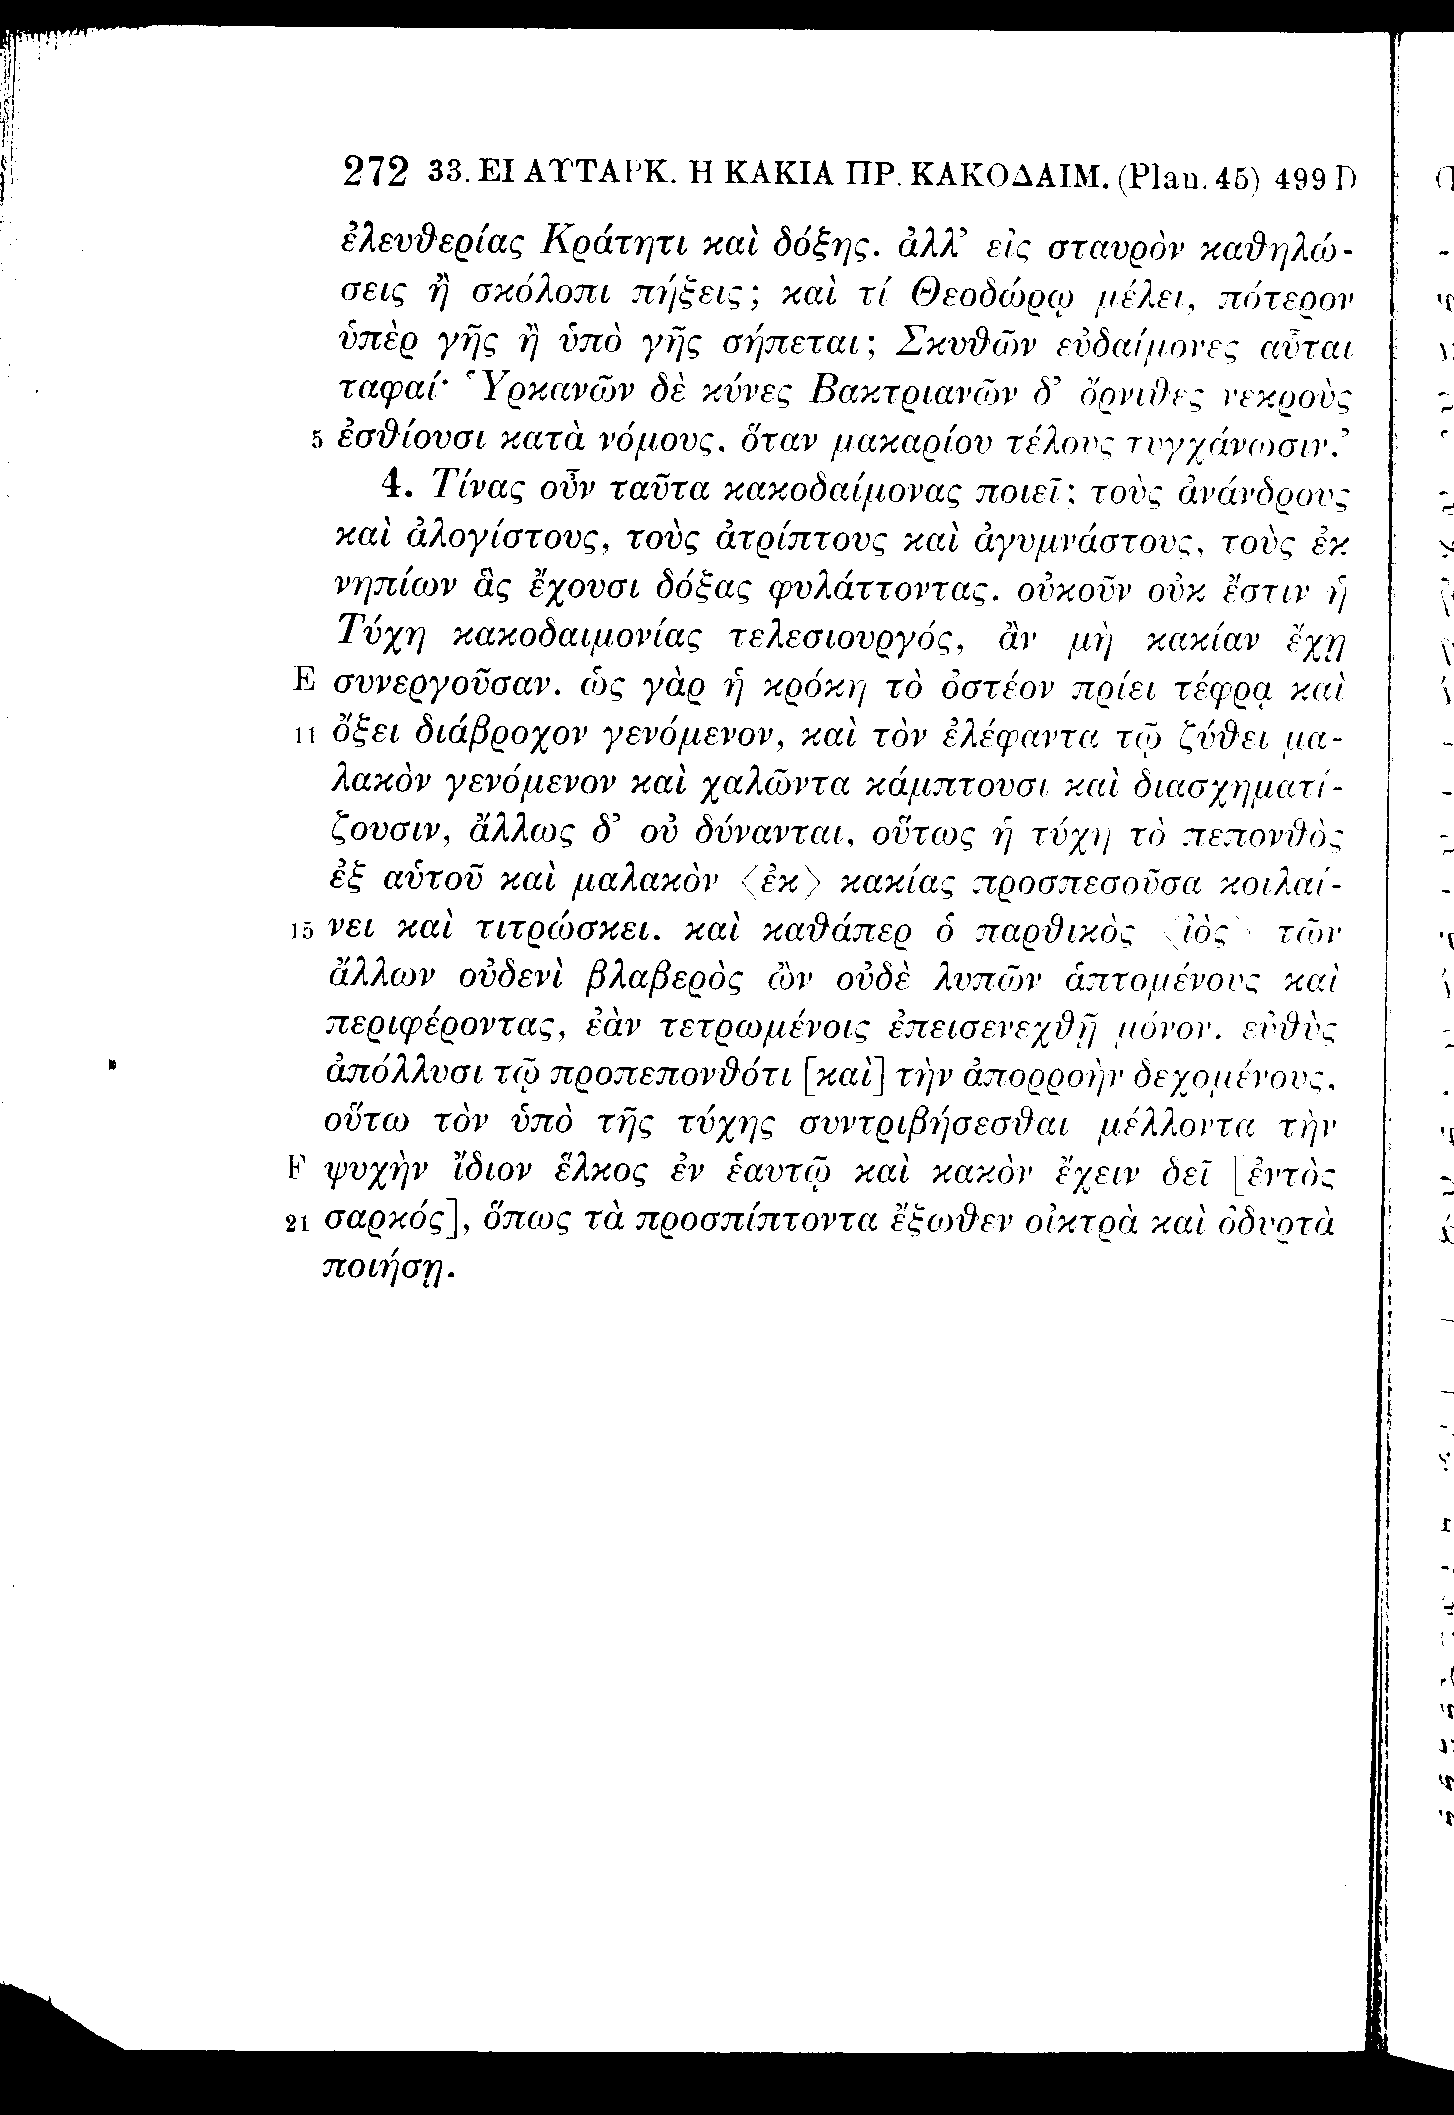 272 33. ΕΙ ΑΥΤΑΡΚ. Η ΚΑΚΙΑ ΠΡ. ΚΑΚΟΔΑΙΜ. (Plan. 45) 499 D
ἐλευθερίας Κράτητι καὶ δόξης. ἀλλ’ εἰς σταυρὸν καθηλώ-
σεις ἢ σκόλοπι πήξεις; καὶ τί Θεοδώρῳ μέλει, πότερον
ὑπὲρ γῆς ἢ ὑπὸ γῆς σήπεται; Σκυθῶν εὐδαίμονες αὗται
ταφαί· Ὑρκανῶν δὲ κύνες Βακτριανῶν δ’ ὄρνιθες νεκροὺς
5 ἐσθίουσι κατὰ νόμους, ὅταν μακαρίου τέλους τυγχάνωσιν.’
4. Τίνας οὖν ταῦτα κακοδαίμονας ποιεῖ; τοὺς ἀνάνδρους
καὶ ἀλογίστους, τοὺς ἀτρίπτους καὶ ἀγυμνάστους, τοὺς ἐκ
νηπίων ἃς ἔχουσι δόξας φυλάττοντας. οὐκοῦν οὐκ ἔστιν ἡ
Τύχη κακοδαιμονίας τελεσιουργός, ἂν μὴ κακίαν ἔχῃ
E συνεργοῦσαν. ὡς γὰρ ἡ κρόκη τὸ ὀστέον πρίει τέφρᾳ καὶ
11 ὄξει διάβροχον γενόμενον, καὶ τὸν ἐλέφαντα τῷ ζύθει μα-
λακὸν γενόμενον καὶ χαλῶντα κάμπτουσι καὶ διασχηματί-
ζουσιν, ἄλλως δ’ οὐ δύνανται, οὕτως ἡ τύχη τὸ πεπονθὸς
ἐξ αὑτοῦ καὶ μαλακὸν ⟨ἐκ⟩ κακίας προσπεσοῦσα κοιλαί-
15 νει καὶ τιτρώσκει. καὶ καθάπερ ὁ παρθικὸς ⟨ἰὸς⟩ τῶν
ἄλλων οὐδενὶ βλαβερὸς ὢν οὐδὲ λυπῶν ἁπτομένους καὶ
περιφέροντας, ἐὰν τετρωμένοις ἐπεισενεχθῇ μόνον, εὐθὺς
ἀπόλλυσι τῷ προπεπονθότι [καὶ] τὴν ἀπορροὴν δεχομένους,
οὕτω τὸν ὑπὸ τῆς τύχης συντριβήσεσθαι μέλλοντα τὴν
F ψυχὴν ἴδιον ἕλκος ἐν ἑαυτῷ καὶ κακὸν ἔχειν δεῖ [ἐντὸς
21 σαρκός], ὅπως τὰ προσπίπτοντα ἔξωθεν οἰκτρὰ καὶ ὀδυρτὰ
ποιήσῃ.